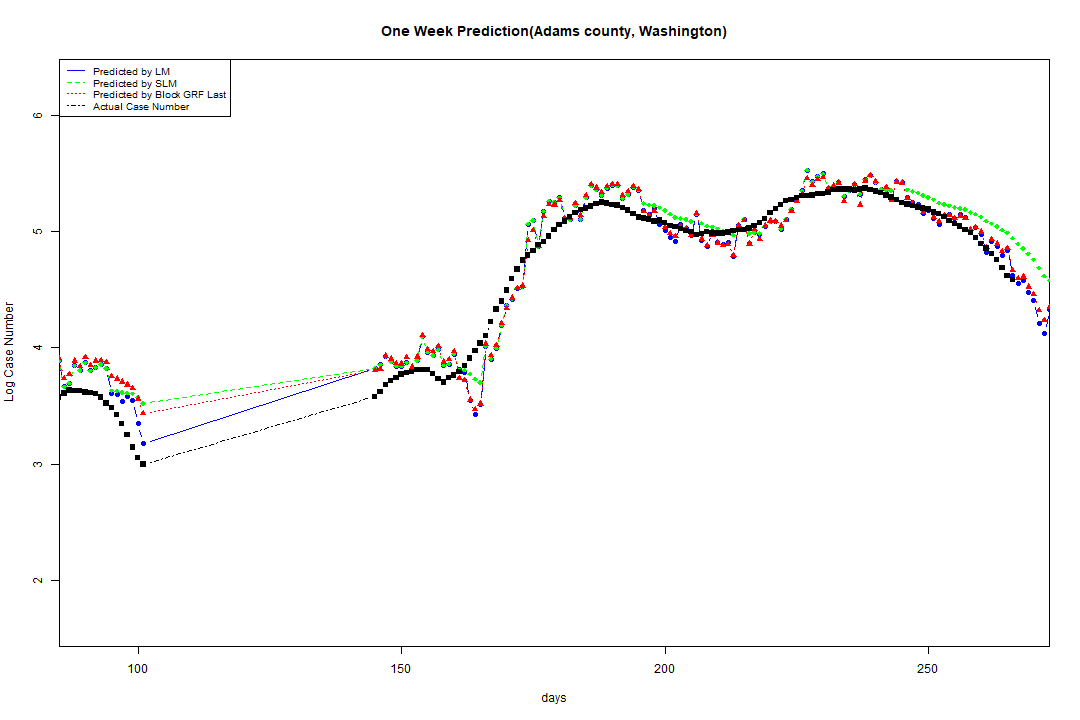 One Week Prediction(Adams county, Washington)
Predicted by LM
Predicted by SLM
Predicted by Block GRF Last
Actual Case Number
6
5
4
3
2
Log Case Number
100 150 200 250
days